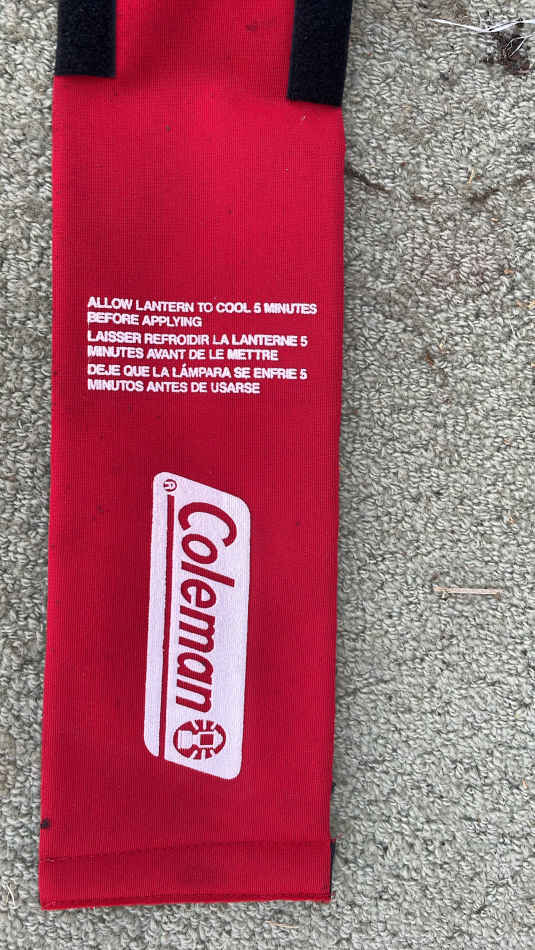 ALLOW LANTERN TO COOL 5 MINUTES
BEFORE APPLYING
LAISSER REFROIDIR LA LANTERNE 5
MINUTES AVANT DE LE METTRE
DEJE QUE LA LÁMPARA SE ENFRIE 5
MINUTOS ANTES DE USARSE
Coleman ®